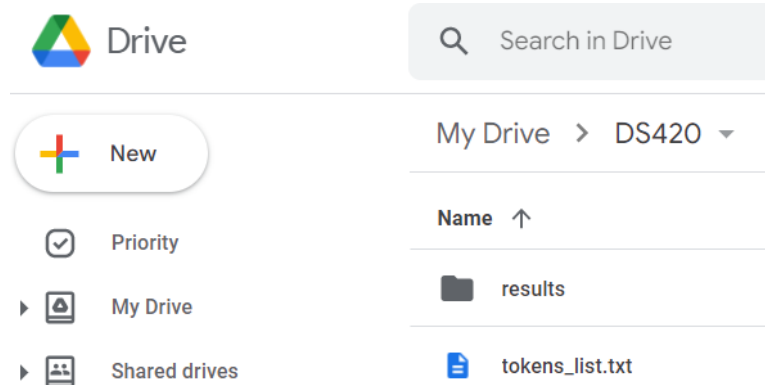 Drive
Search in Drive
New
My Drive > DS420
Name
Priority
results
My Drive
tokens_list.txt
Shared drives